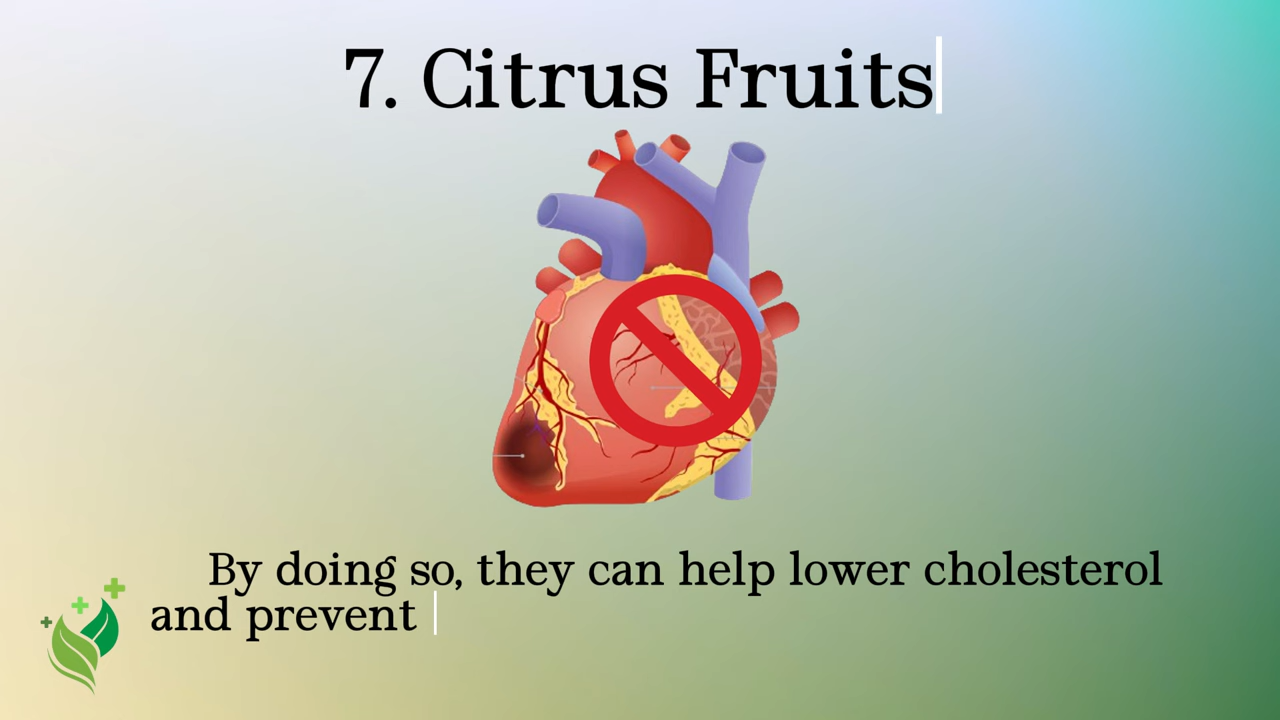 7. Citrus Fruits
By doing so, they can help lower cholesterol
and prevent